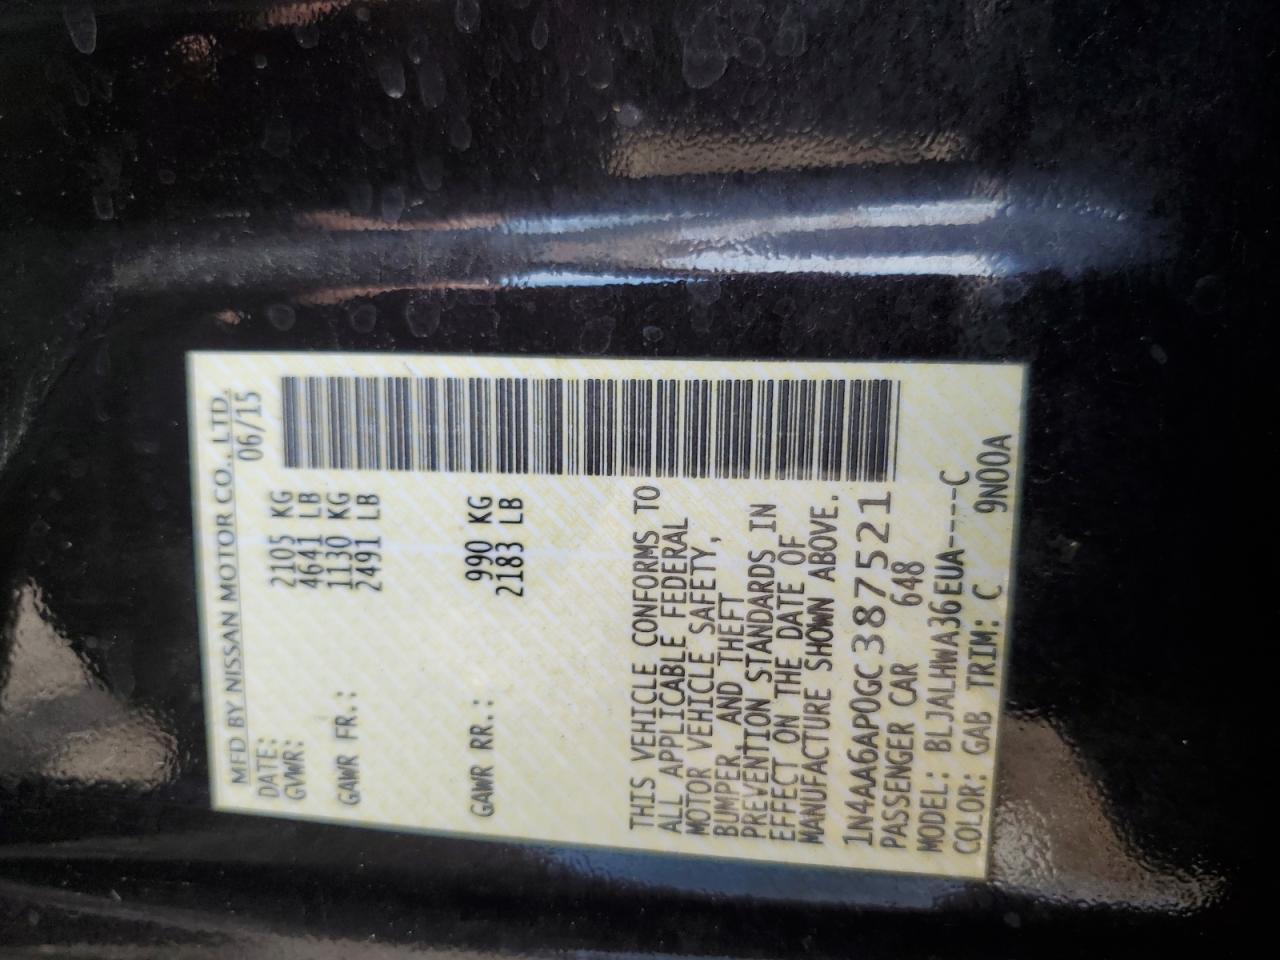 MFD BY NISSAN MOTOR CO., LTD.
DATE: 06/15
GVWR: 2105 KG
4641 LB
GAWR FR.: 1130 KG
2491 LB
GAWR RR.: 990 KG
2183 LB
THIS VEHICLE CONFORMS TO
ALL APPLICABLE FEDERAL
MOTOR VEHICLE SAFETY,
BUMPER, AND THEFT
PREVENTION STANDARDS IN
EFFECT ON THE DATE OF
MANUFACTURE SHOWN ABOVE.
1N4AA6AP0GC387521
PASSENGER CAR 648
MODEL: BLJALHWA36EUA----C
COLOR: GAB TRIM: C 9N00A